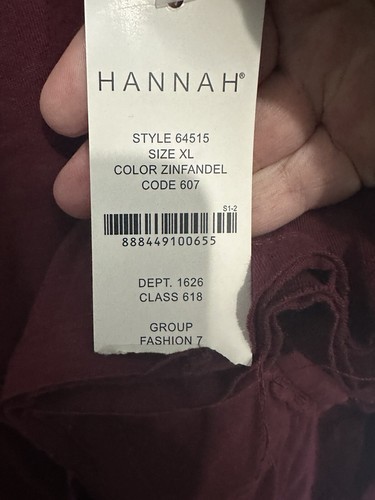 HANNAH®
STYLE 64515
SIZE XL
COLOR ZINFANDEL
CODE 607
S1-2
888449100655
DEPT. 1626
CLASS 618
GROUP
FASHION 7